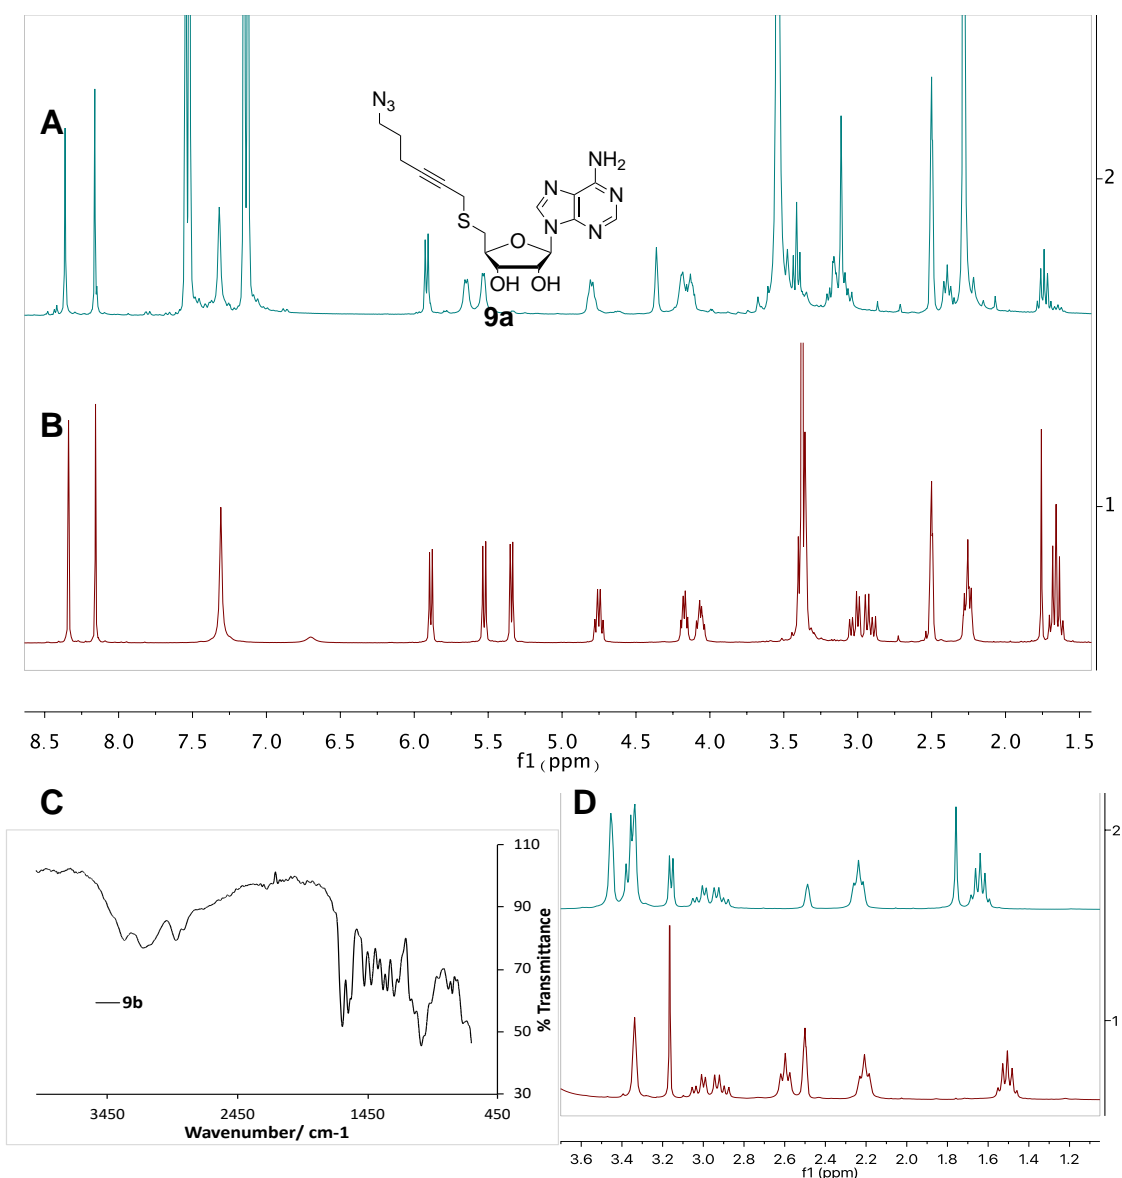 A
N3
NH2
N
N
N
N
S
O
OH
OH
9a
2
B
1
8.5 8.0 7.5 7.0 6.5 6.0 5.5 5.0 4.5 4.0 3.5 3.0 2.5 2.0 1.5
f1 (ppm)
C
110
90
70
50
30
% Transmittance
9b
3450 2450 1450 450
Wavenumber/ cm-1
D
2
1
3.6 3.4 3.2 3.0 2.8 2.6 2.4 2.2 2.0 1.8 1.6 1.4 1.2
f1 (ppm)